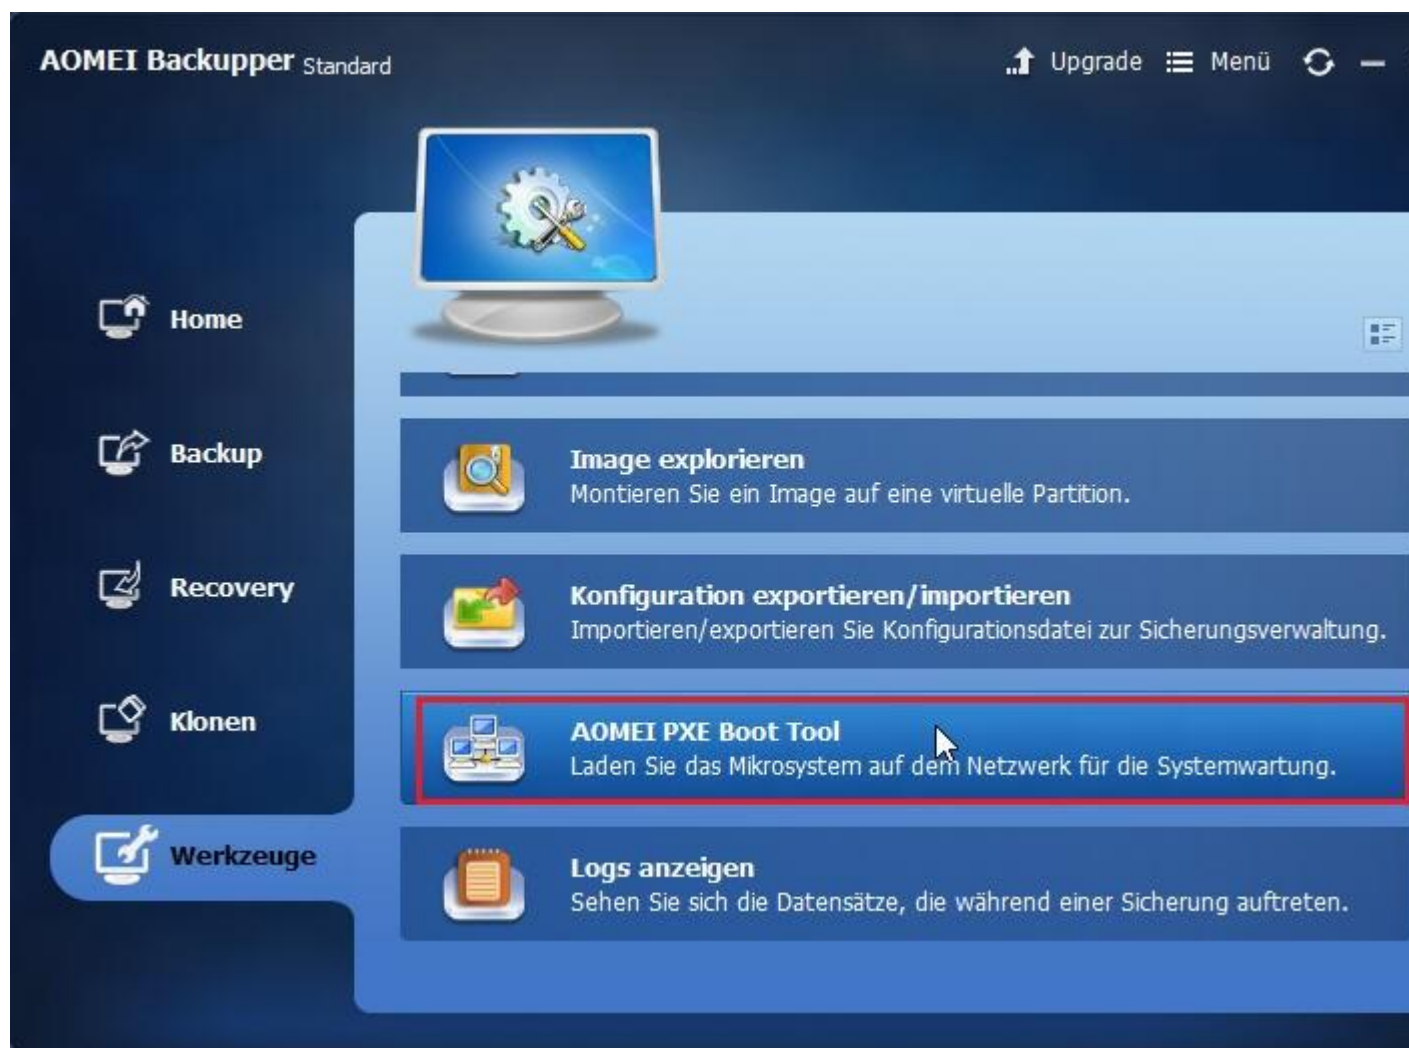 AOMEI Backupper Standard
Upgrade Menü
Home
Backup
Recovery
Klonen
Werkzeuge
Image explorieren
Montieren Sie ein Image auf eine virtuelle Partition.
Konfiguration exportieren/importieren
Importieren/exportieren Sie Konfigurationsdatei zur Sicherungsverwaltung.
AOMEI PXE Boot Tool
Laden Sie das Mikrosystem auf dem Netzwerk für die Systemwartung.
Logs anzeigen
Sehen Sie sich die Datensätze, die während einer Sicherung auftreten.